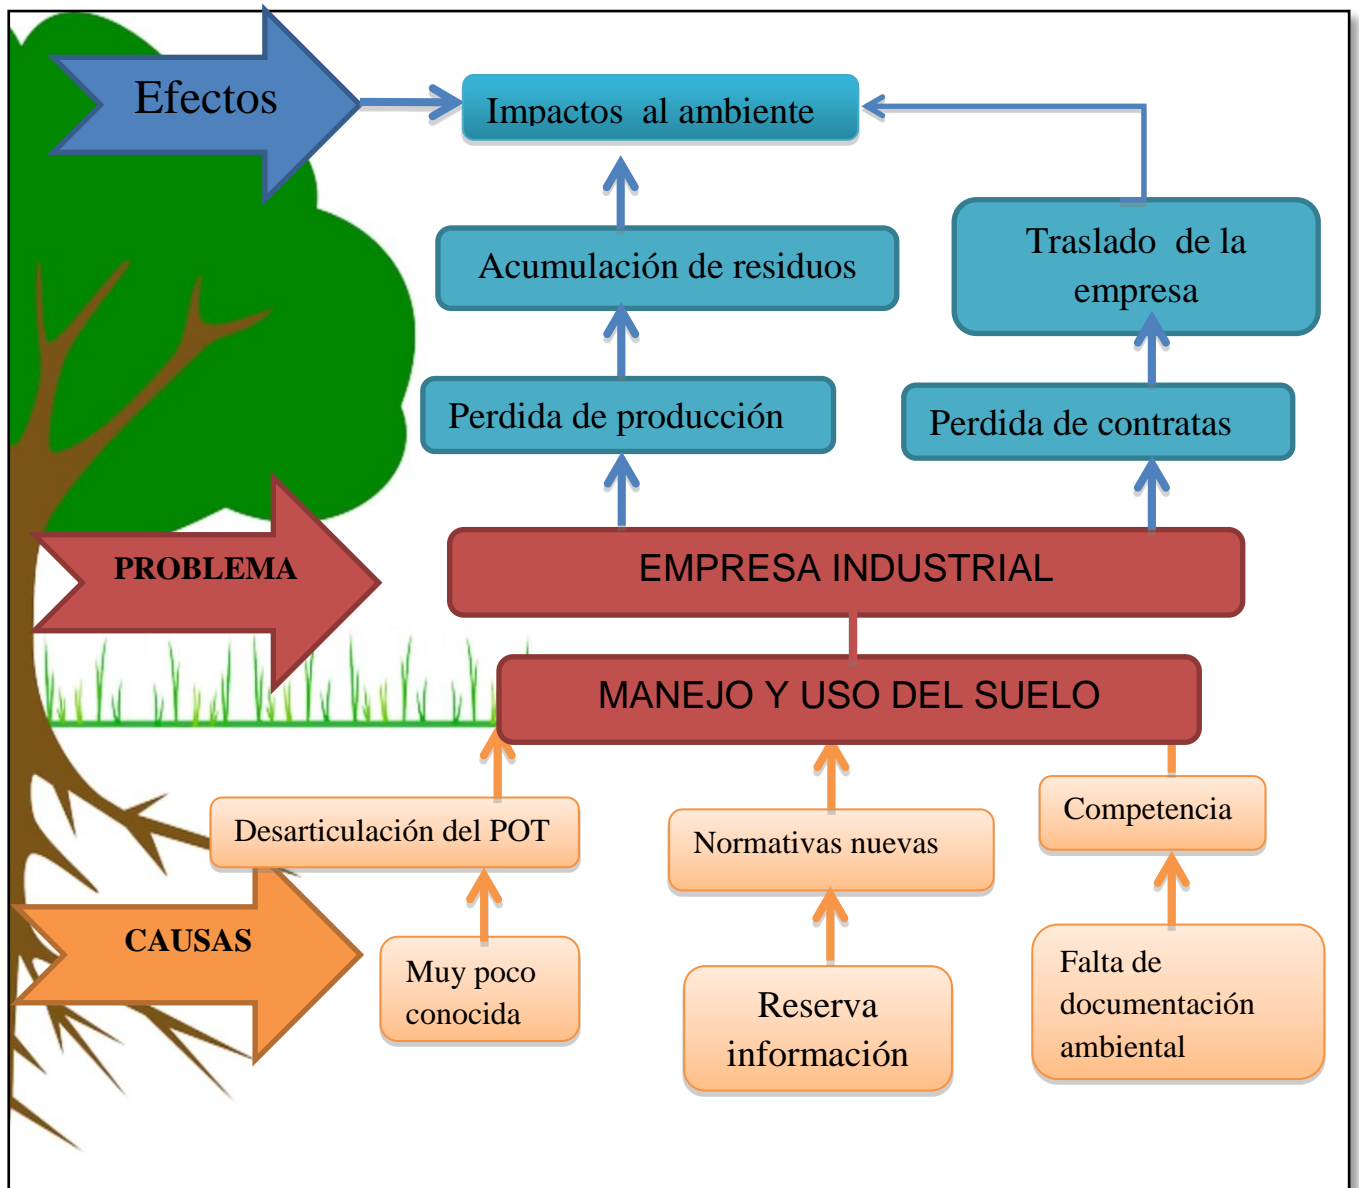 Efectos
Impactos al ambiente
Acumulación de residuos
Traslado de la
empresa
Perdida de producción
Perdida de contratas
PROBLEMA
EMPRESA INDUSTRIAL
MANEJO Y USO DEL SUELO
Desarticulación del POT
Normativas nuevas
Competencia
CAUSAS
Muy poco
conocida
Reserva
información
Falta de
documentación
ambiental